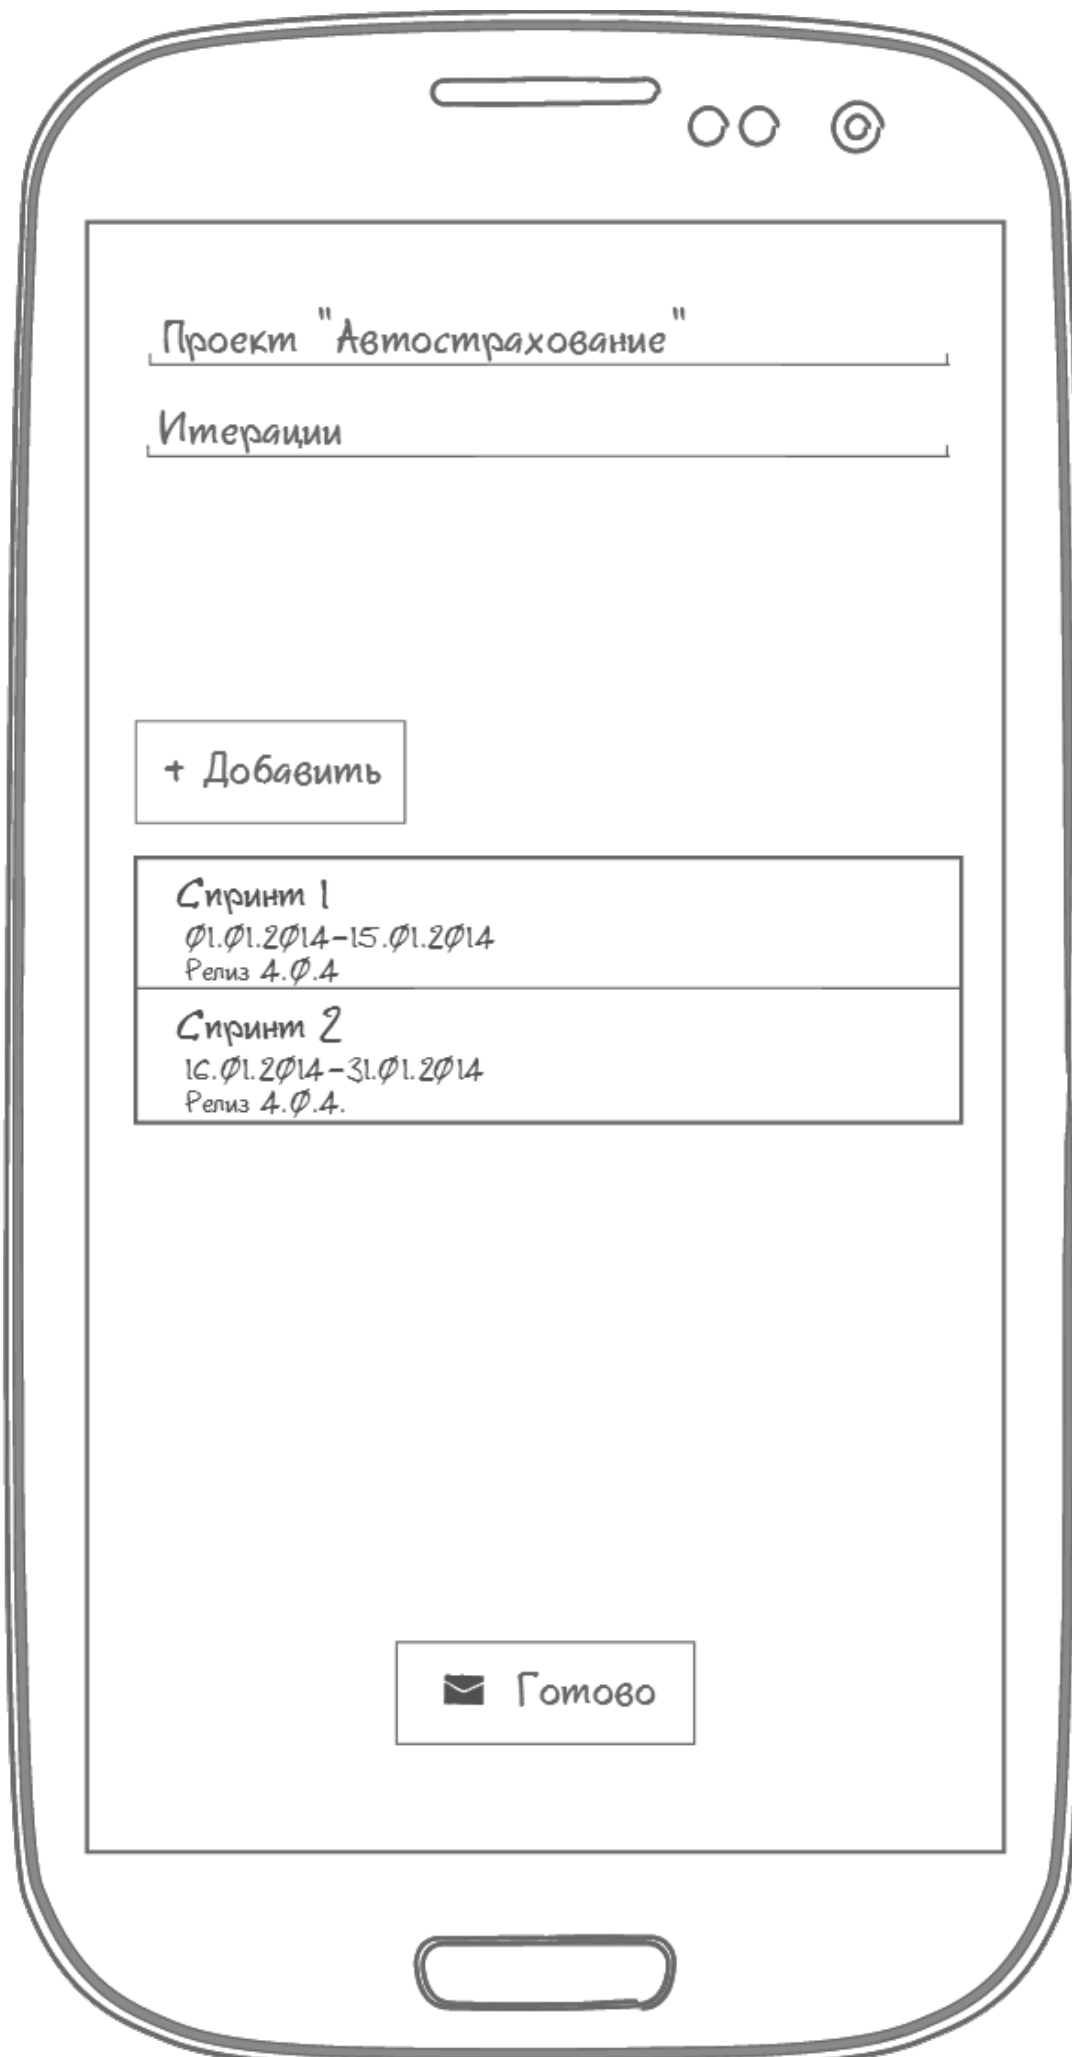 Проект "Автострахование"
Итерации
+ Добавить
Спринт 1
01.01.2014-15.01.2014
Релиз 4.0.4
Спринт 2
16.01.2014-31.01.2014
Релиз 4.0.4.
Готово